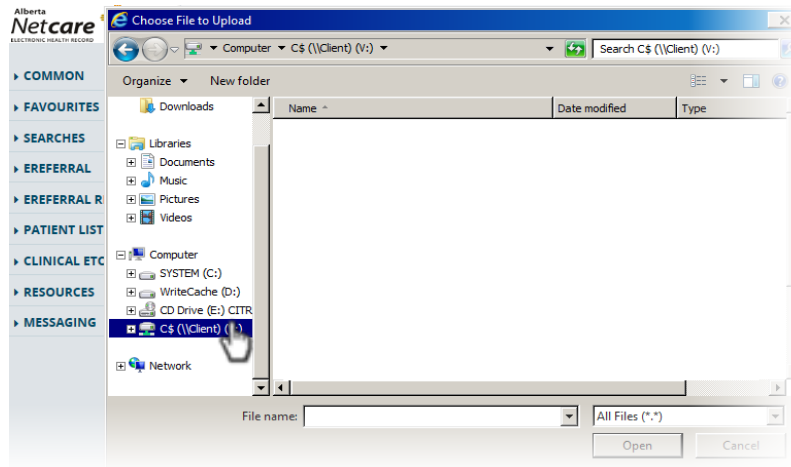 Alberta
Netcare
ELECTRONIC HEALTH RECORD
COMMON
FAVOURITES
SEARCHES
EREFERRAL
EREFERRAL R
PATIENT LIST
CLINICAL ETC
RESOURCES
MESSAGING
Choose File to Upload
Computer C$ (\\Client) (V:)
Search C$ (\\Client) (V:)
Organize New folder
Name Date modified Type
Downloads
Libraries
Documents
Music
Pictures
Videos
Computer
SYSTEM (C:)
WriteCache (D:)
CD Drive (E:) CITR
C$ (\\Client)
Network
File name: All Files (*.*)
Open Cancel